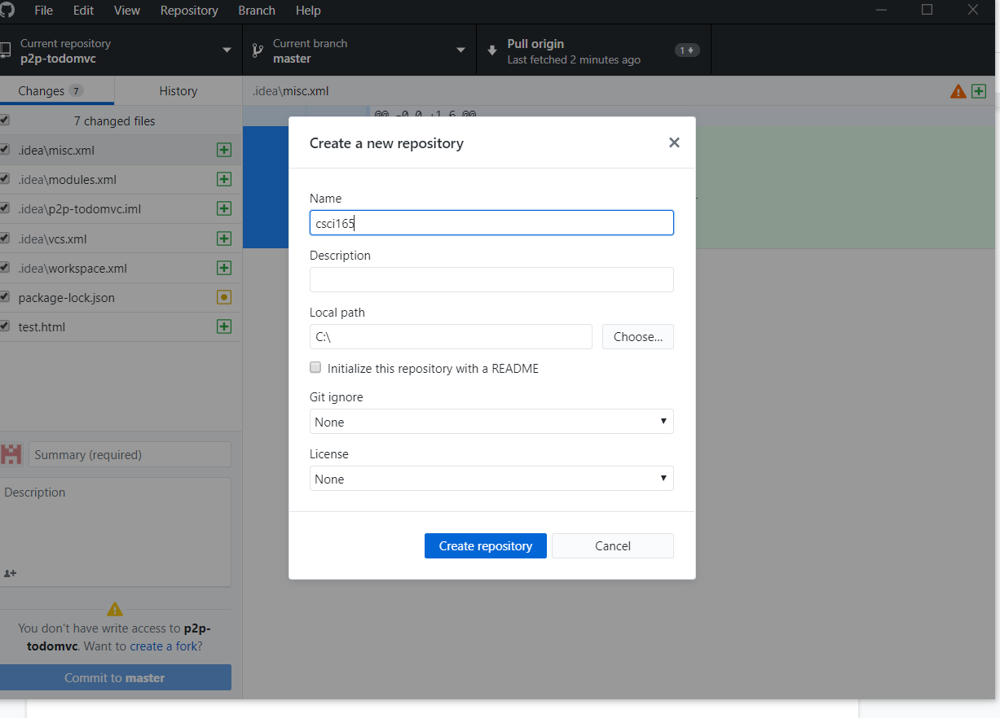 File Edit View Repository Branch Help
Current repository
p2p-todomvc
Current branch
master
Pull origin
Last fetched 2 minutes ago
1
Changes 7
History
.idea\misc.xml
7 changed files
@@ -0,0 +1,6 @@
.idea\misc.xml
.idea\modules.xml
.idea\p2p-todomvc.iml
.idea\vcs.xml
.idea\workspace.xml
package-lock.json
test.html
Summary (required)
Description
You don't have write access to p2p-
todomvc. Want to create a fork?
Commit to master
Create a new repository
Name
csci165
Description
Local path
C:\
Choose...
Initialize this repository with a README
Git ignore
None
License
None
Create repository
Cancel